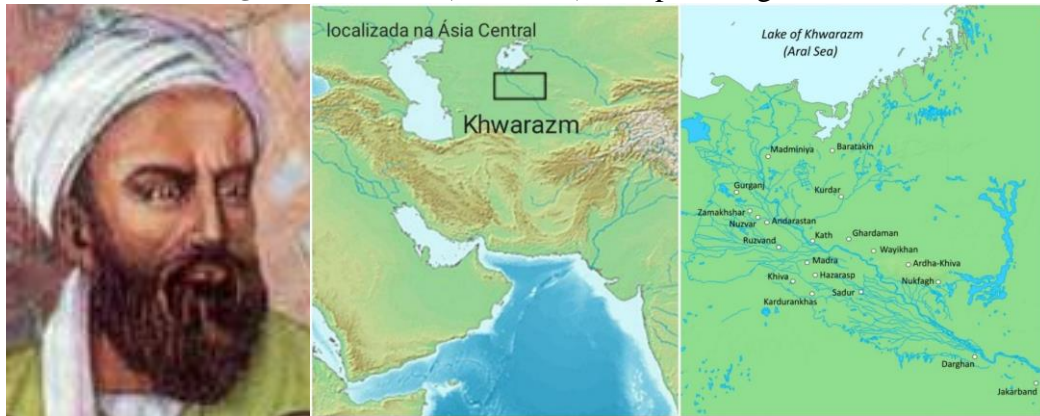 localizada na Ásia Central
Khwarazm
Lake of Khwarazm
(Aral Sea)
Madminiya
Baratakin
Gurganj
Kurdar
Zamakhshar
Nuzvar
Andarastan
Ruzvand
Kath
Ghardaman
Wayikhan
Madra
Ardha-Khiva
Khiva
Hazarasp
Nukfagh
Kardurankhas
Sadur
Darghan
Jakarband